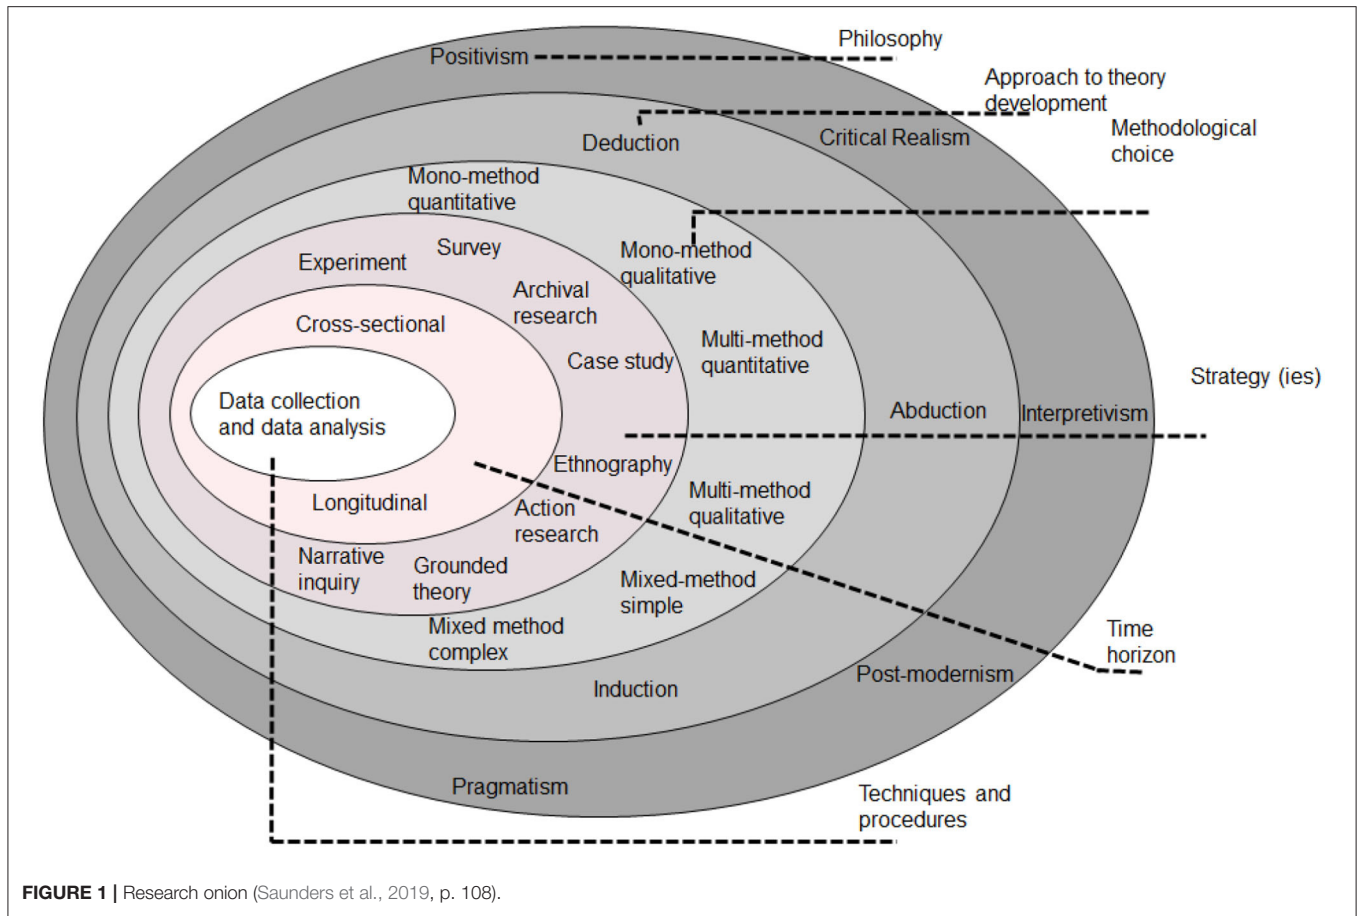 Philosophy
Positivism
Approach to theory
development
Critical Realism
Methodological
choice
Deduction
Mono-method
quantitative
Mono-method
qualitative
Survey
Experiment
Archival
research
Cross-sectional
Multi-method
quantitative
Case study
Strategy (ies)
Data collection
and data analysis
Abduction
Interpretivism
Ethnography
Multi-method
qualitative
Longitudinal
Action
research
Narrative
inquiry
Grounded
theory
Mixed-method
simple
Mixed method
complex
Time
horizon
Post-modernism
Induction
Pragmatism
Techniques and
procedures
FIGURE 1 | Research onion (Saunders et al., 2019, p. 108).